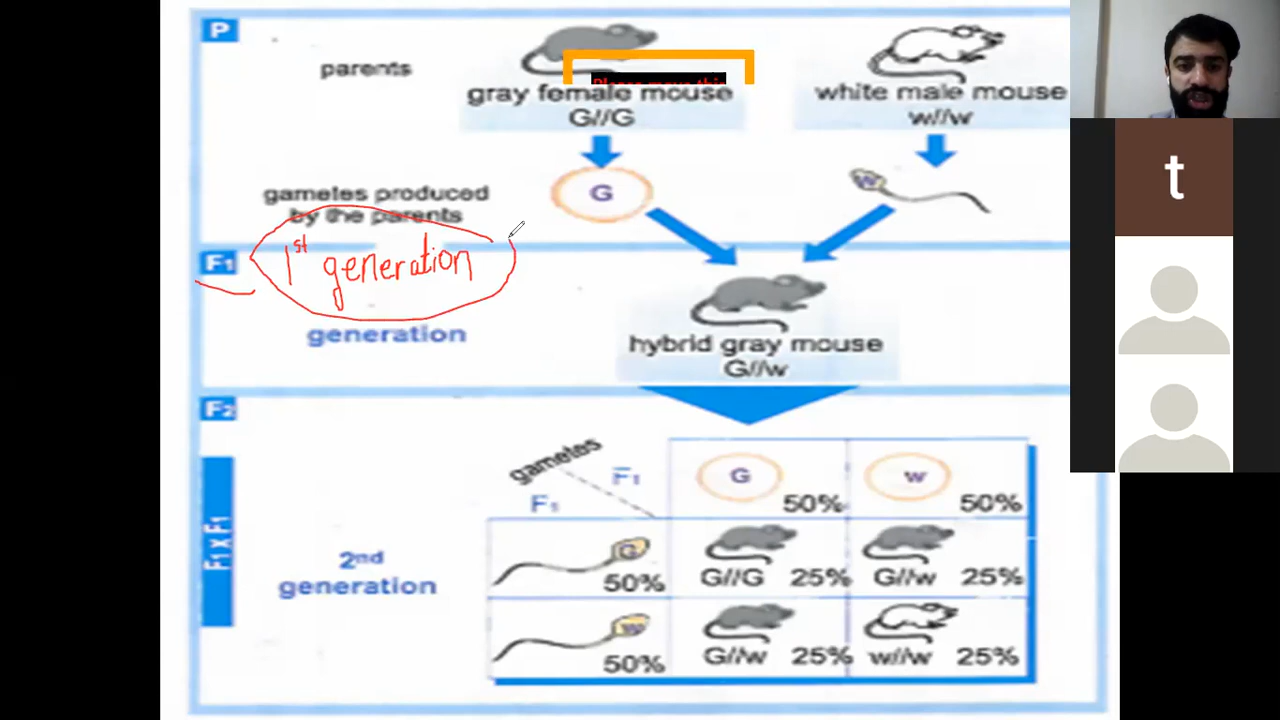 P
parents
gray female mouse
G//G
white male mouse
w//w
gametes produced
by the parents
G
w
F1
1st generation
generation
hybrid gray mouse
G//w
F2
F1 x F1
2nd
generation
gametes
F1
F1
G
50%
w
50%
G
50%
G//G 25%
G//w 25%
w
50%
G//w 25%
w//w 25%
t